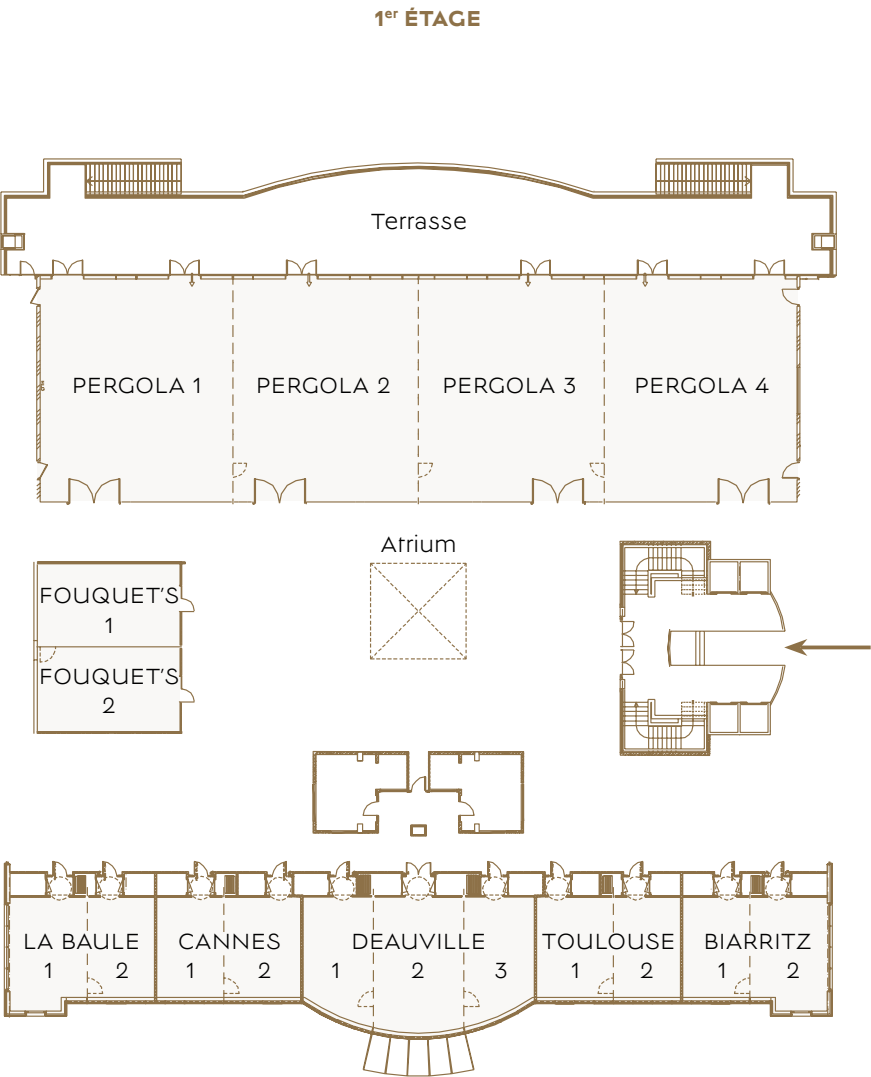 1er ÉTAGE
Terrasse
PERGOLA 1 PERGOLA 2 PERGOLA 3 PERGOLA 4
Atrium
FOUQUET'S
1
FOUQUET'S
2
LA BAULE CANNES DEAUVILLE TOULOUSE BIARRITZ
1 2 1 2 1 2 3 1 2 1 2